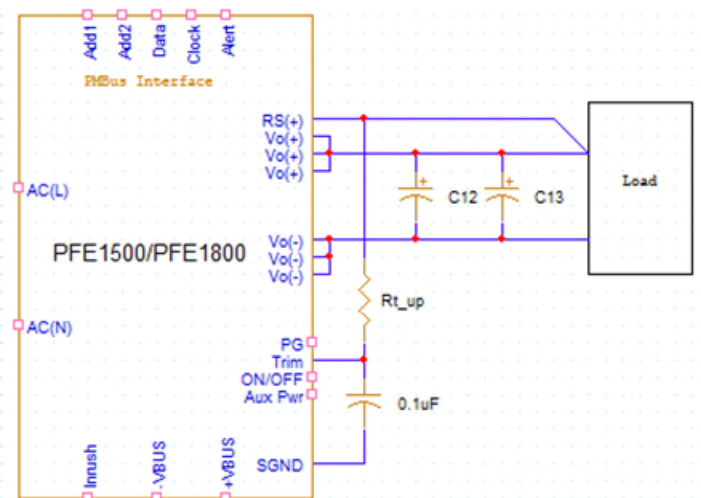 Add1
Add2
Data
Clock
Alert
PMBus Interface
RS(+)
Vo(+)
Vo(+)
Vo(+)
AC(L)
Load
C12
C13
PFE1500/PFE1800
Vo(-)
Vo(-)
Vo(-)
Rt_up
AC(N)
PG
Trim
ON/OFF
Aux Pwr
0.1uF
SGND
Inrush
-VBUS
+VBUS